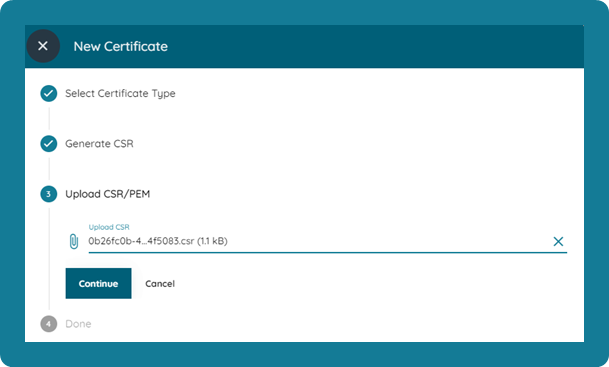 New Certificate
Select Certificate Type
Generate CSR
3 Upload CSR/PEM
Upload CSR
0b26fc0b-4...4f5083.csr (1.1 kB)
Continue Cancel
4 Done